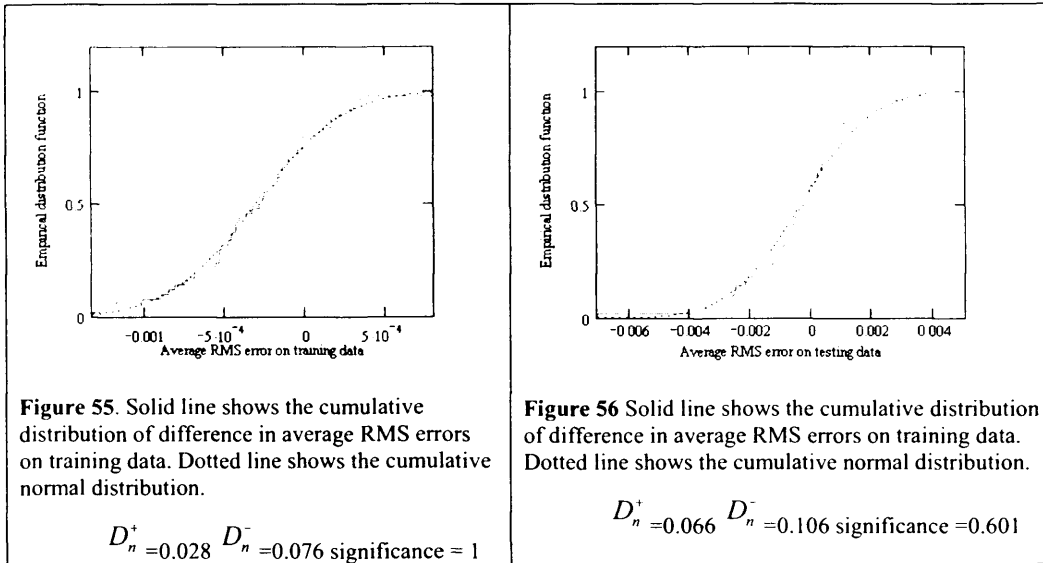 Empirical distribution function
1
0.5
0
-0.001
-5·10⁻⁴
0
5 10⁻⁴
Average RMS error on training data
Figure 55. Solid line shows the cumulative
distribution of difference in average RMS errors
on training data. Dotted line shows the cumulative
normal distribution.
Dₙ⁺ =0.028 Dₙ⁻ =0.076 significance = 1
Empirical distribution function
1
0.5
0
-0 006
-0 004
-0 002
0
0 002
0 004
Average RMS error on testing data
Figure 56 Solid line shows the cumulative distribution
of difference in average RMS errors on training data.
Dotted line shows the cumulative normal distribution.
Dₙ⁺ =0.066 Dₙ⁻ =0.106 significance =0.601